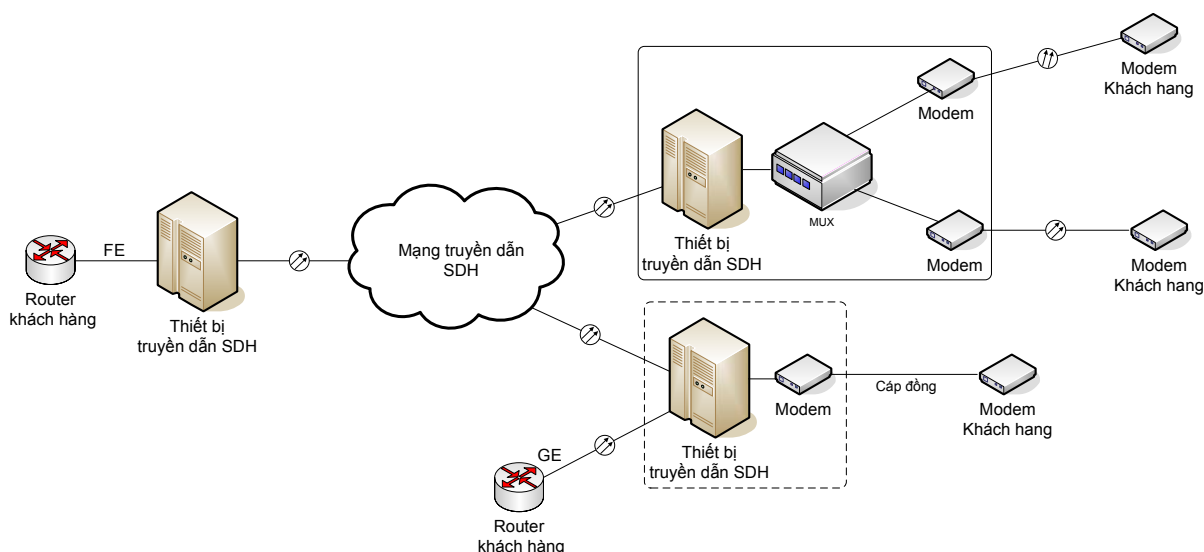 Modem
Khách hang
Modem
Thiết bị
truyền dẫn SDH
MUX
Modem
Modem
Khách hang
Mạng truyền dẫn
SDH
FE
Router
khách hàng
Thiết bị
truyền dẫn SDH
Modem
Cáp đồng
Modem
Khách hang
Thiết bị
truyền dẫn SDH
GE
Router
khách hàng